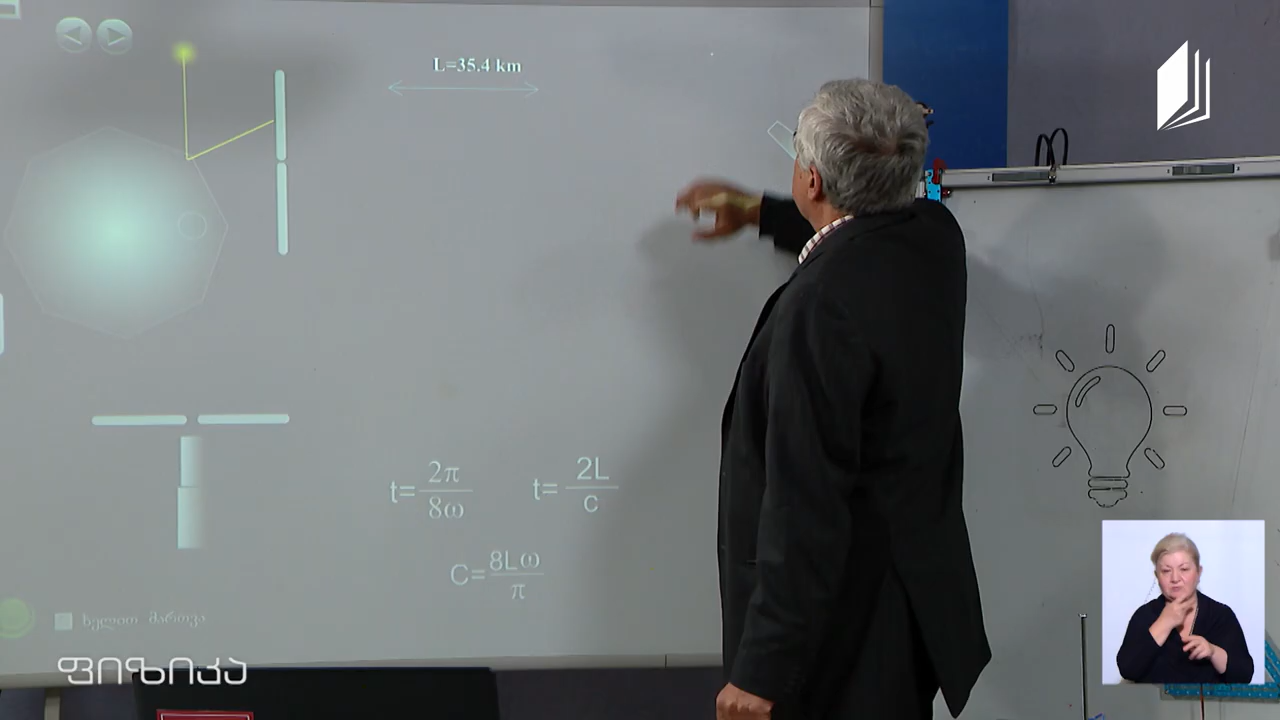 L=35.4 km
t=2π/8ω
t=2L/c
C=8Lω/π
ხელით მართვა
ფიზიკა